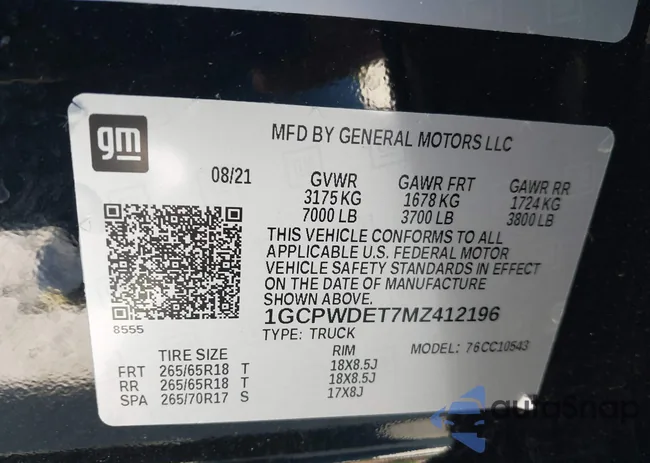 gm
MFD BY GENERAL MOTORS LLC
08/21
GVWR GAWR FRT GAWR RR
3175 KG 1678 KG 1724 KG
7000 LB 3700 LB 3800 LB
THIS VEHICLE CONFORMS TO ALL
APPLICABLE U.S. FEDERAL MOTOR
VEHICLE SAFETY STANDARDS IN EFFECT
ON THE DATE OF MANUFACTURE
SHOWN ABOVE.
8555
1GCPWDET7MZ412196
TYPE: TRUCK
MODEL: 76CC10543
TIRE SIZE RIM
FRT 265/65R18 T 18X8.5J
RR 265/65R18 T 18X8.5J
SPA 265/70R17 S 17X8J
autoSnap